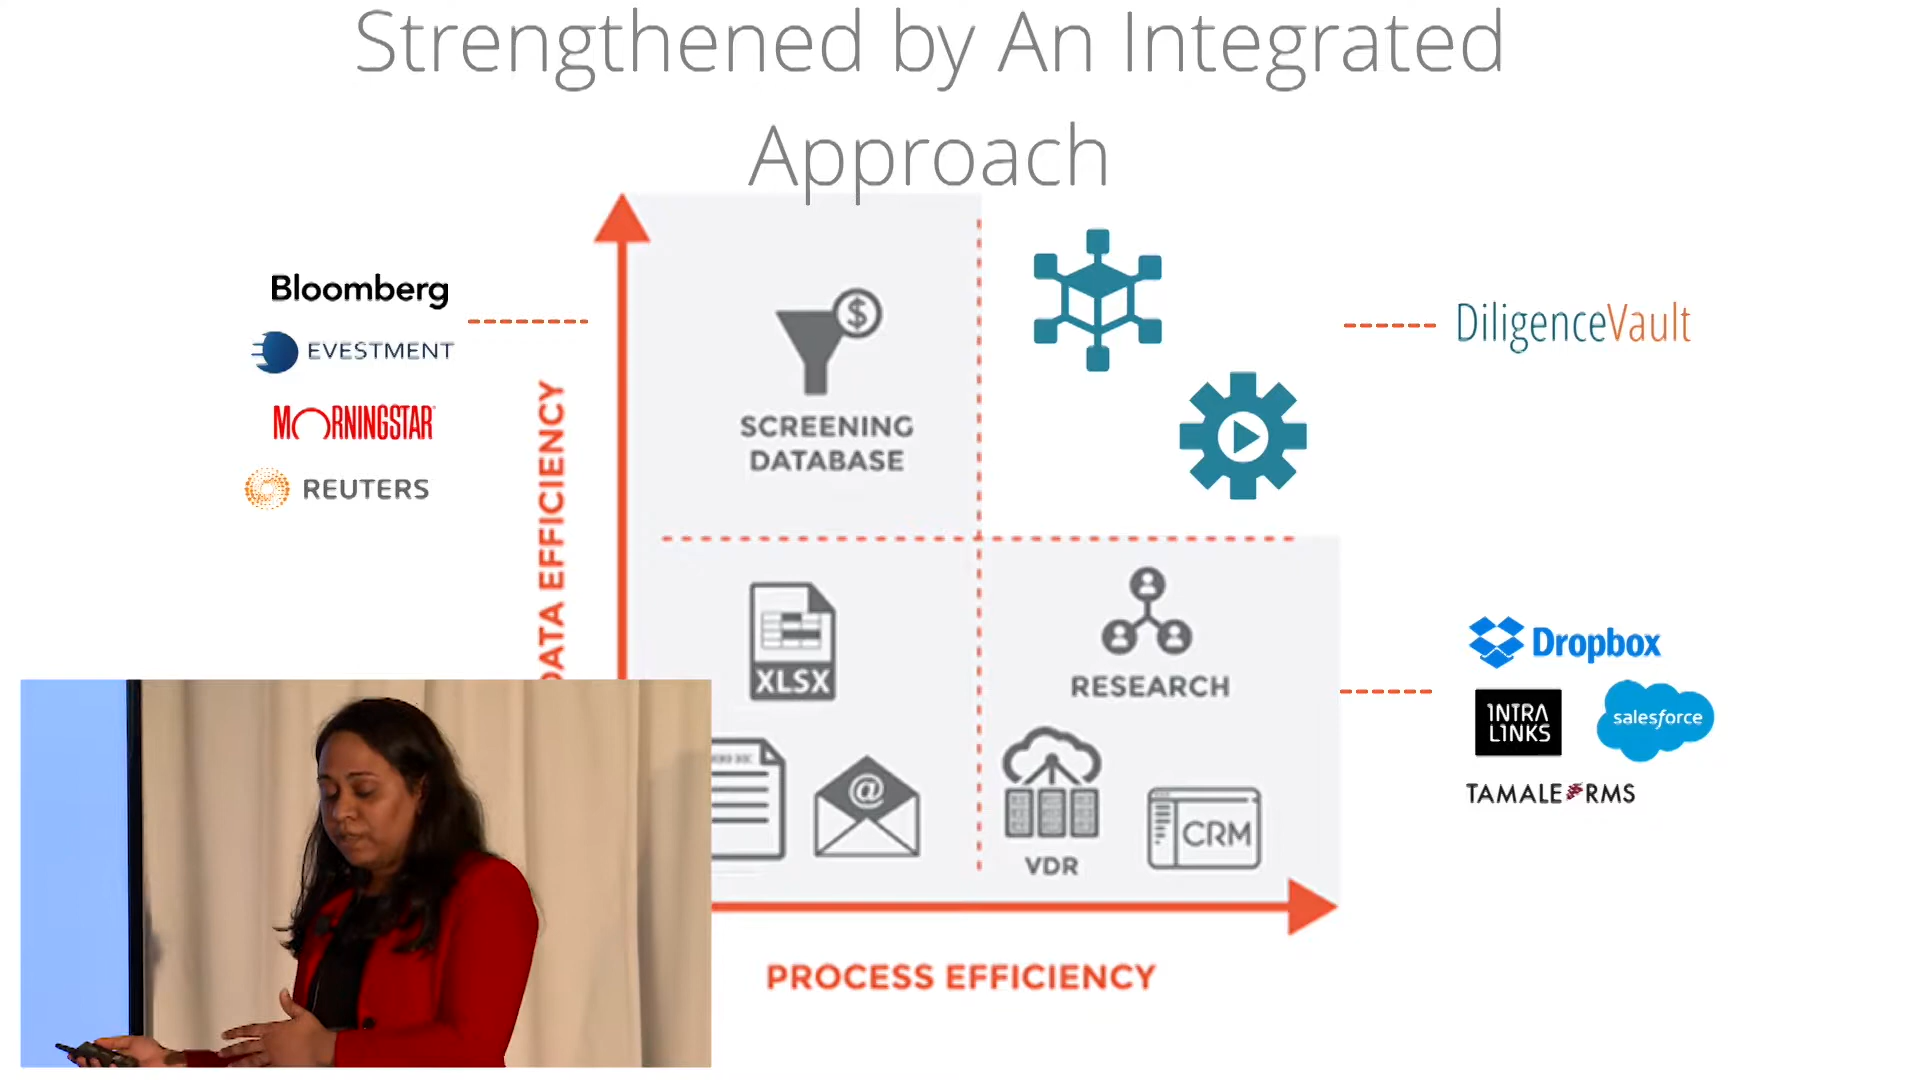 Strengthened by An Integrated
Approach
Bloomberg
EVESTMENT
MORNINGSTAR
REUTERS
DATA EFFICIENCY
$
SCREENING
DATABASE
DiligenceVault
XLSX
@
RESEARCH
VDR
CRM
Dropbox
INTRA
LINKS
salesforce
TAMALE RMS
PROCESS EFFICIENCY